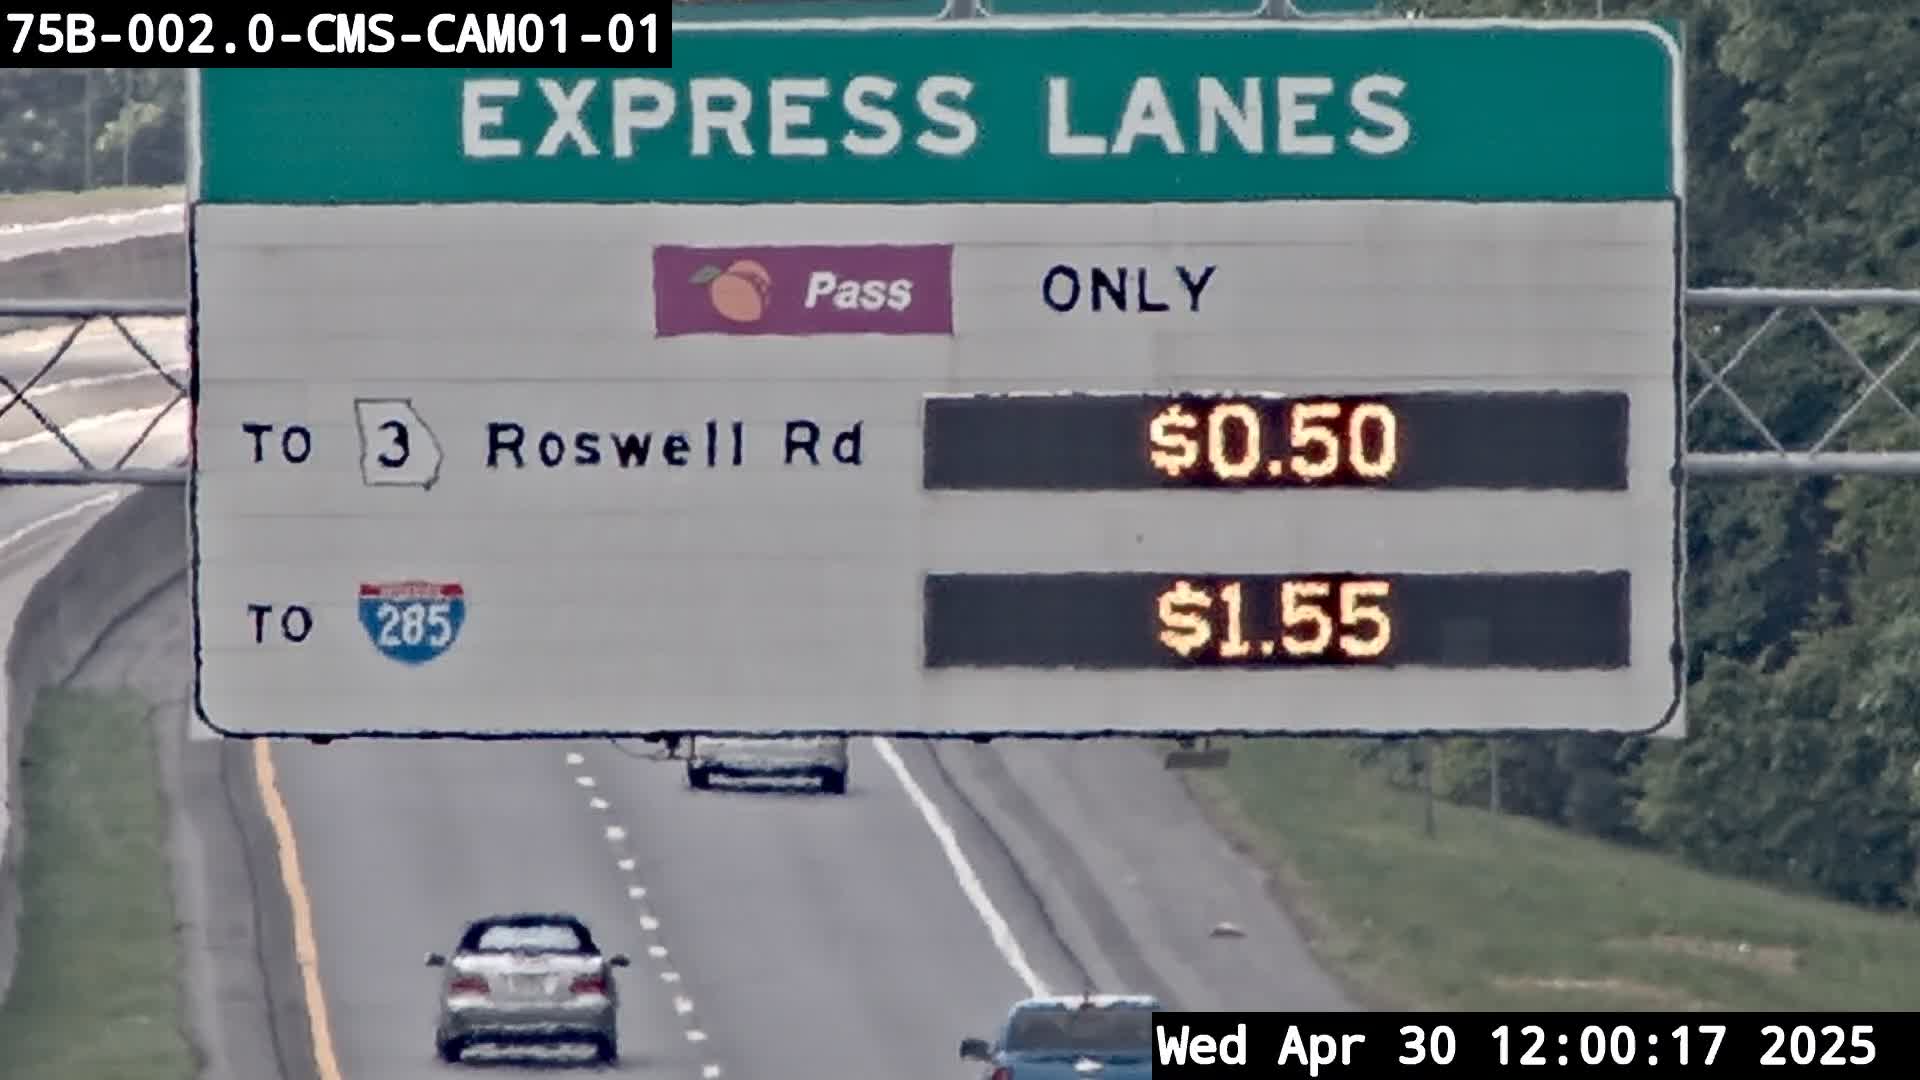 75B-002.0-CMS-CAM01-01
EXPRESS LANES
Pass ONLY
TO 3 Roswell Rd $0.50
TO 285 $1.55
Wed Apr 30 12:00:17 2025